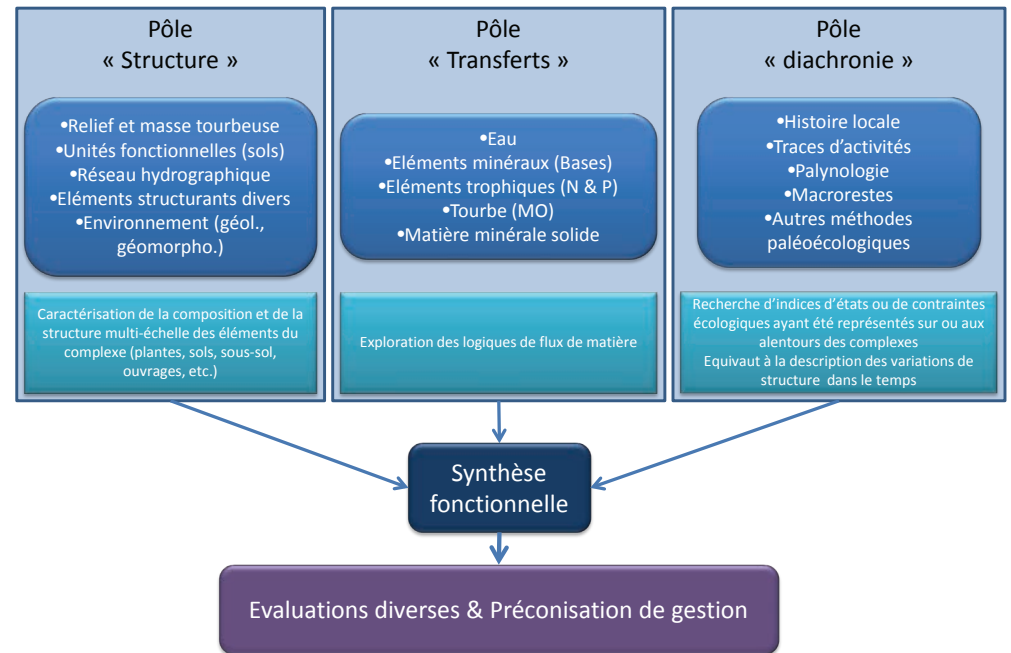 Pôle
« Structure »
•Relief et masse tourbeuse
•Unités fonctionnelles (sols)
•Réseau hydrographique
•Eléments structurants divers
•Environnement (géol.,
géomorpho.)
Caractérisation de la composition et de la
structure multi-échelle des éléments du
complexe (plantes, sols, sous-sol,
ouvrages, etc.)
Pôle
« Transferts »
•Eau
•Eléments minéraux (Bases)
•Eléments trophiques (N & P)
•Tourbe (MO)
•Matière minérale solide
Exploration des logiques de flux de matière
Pôle
« diachronie »
•Histoire locale
•Traces d'activités
•Palynologie
•Macrorestes
•Autres méthodes
paléoécologiques
Recherche d'indices d'états ou de contraintes
écologiques ayant été représentés sur ou aux
alentours des complexes
Equivaut à la description des variations de
structure dans le temps
Synthèse
fonctionnelle
Evaluations diverses & Préconisation de gestion